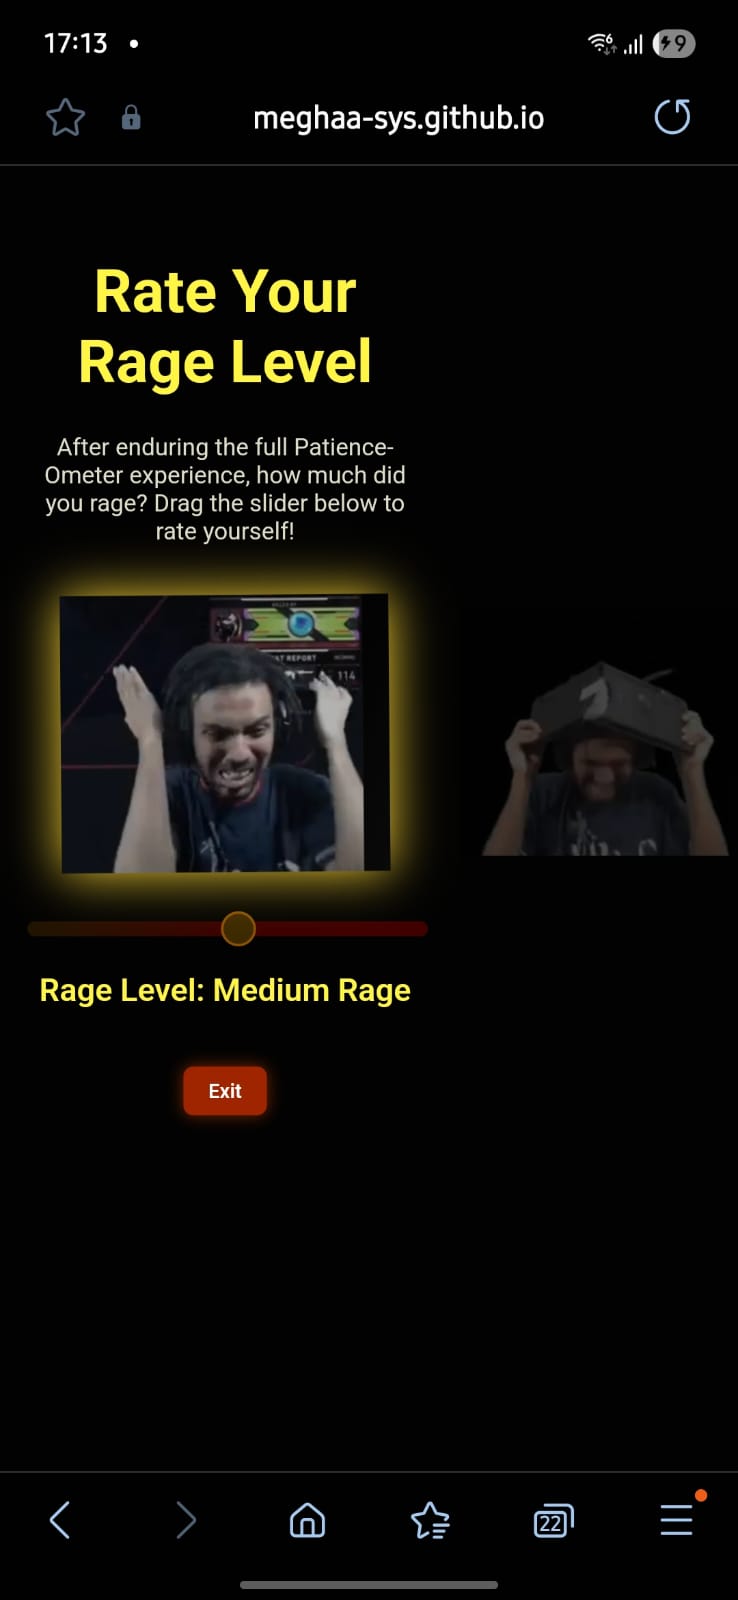 17:13
9
meghaa-sys.github.io
Rate Your
Rage Level
After enduring the full Patience-
Ometer experience, how much did
you rage? Drag the slider below to
rate yourself!
114
Rage Level: Medium Rage
Exit
22